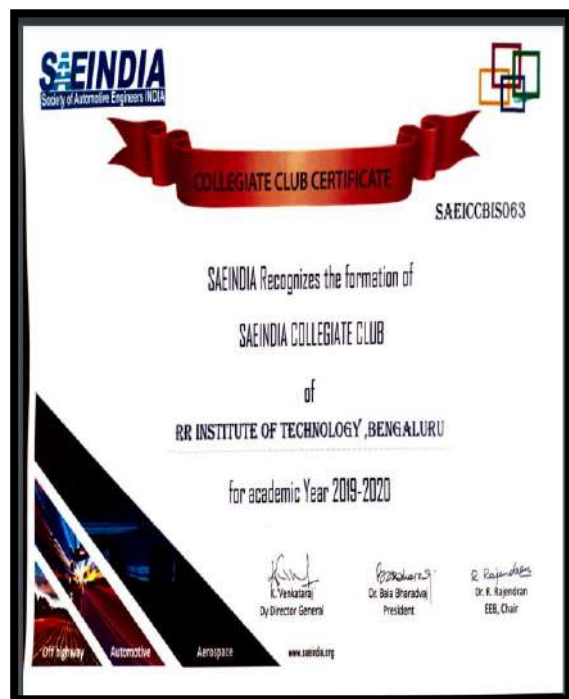 SAEINDIA
Society of Automotive Engineers INDIA
COLLEGIATE CLUB CERTIFICATE
SAEICCBIS063
SAEINDIA Recognizes the formation of
SAEINDIA COLLEGIATE CLUB
of
RR INSTITUTE OF TECHNOLOGY ,BENGALURU
for academic Year 2019-2020
K. Venkataraj
Dy Director General
Dr. Bala Bharadvaj
President
R Rajendran
Dr. R. Rajendran
EEB, Chair
Off highway Automotive Aerospace www.saeindia.org